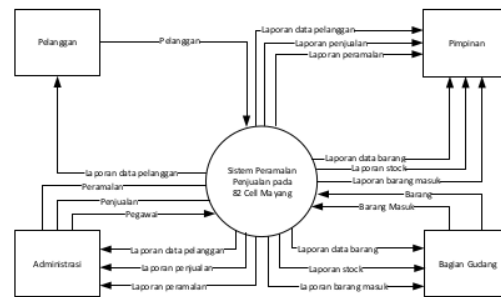 Laporan data pelanggan
Pelanggan
Pelanggan
Laporan penjualan
Pimpinan
Laporan peramalan
Laporan data barang
Laporan stock
Laporan data pelanggan
Sistem Peramalan
Penjualan pada
82 Cell Mayang
Laporan barang masuk
Peramalan
Barang
Penjualan
Barang Masuk
Pegawai
Laporan data pelanggan
Laporan data barang
Administrasi
Laporan penjualan
Laporan stock
Bagian Gudang
Laporan peramalan
Laporan barang masuk